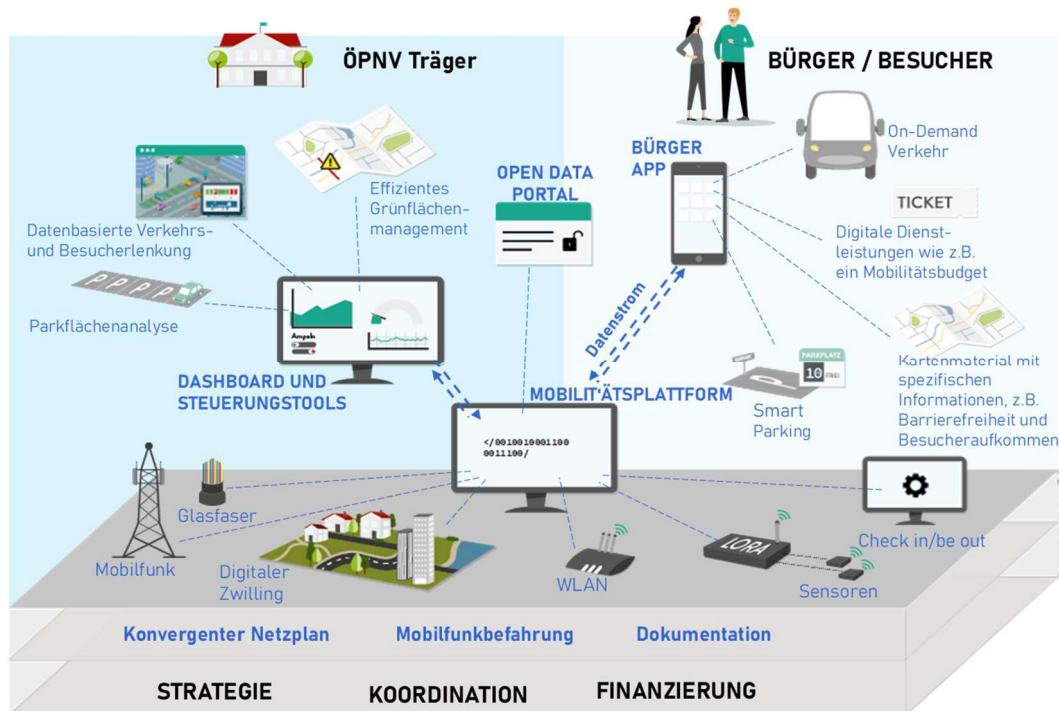 ÖPNV Träger
BÜRGER / BESUCHER
On-Demand
Verkehr
BÜRGER
APP
OPEN DATA
PORTAL
Effizientes
Grünflächen-
management
TICKET
Datenbasierte Verkehrs-
und Besucherlenkung
Digitale Dienst-
leistungen wie z.B.
ein Mobilitätsbudget
P P P P
Parkflächenanalyse
Ampeln
Datenstrom
PARKPLATZ
10 FREI
Kartenmaterial mit
spezifischen
Informationen, z.B.
Barrierefreiheit und
Besucheraufkommen
DASHBOARD UND
STEUERUNGSTOOLS
MOBILITÄTSPLATTFORM
Smart
Parking
</0010010001100
0011100/
Glasfaser
Mobilfunk
Digitaler
Zwilling
WLAN
LORA
Sensoren
Check in/be out
Konvergenter Netzplan
Mobilfunkbefahrung
Dokumentation
STRATEGIE
KOORDINATION
FINANZIERUNG